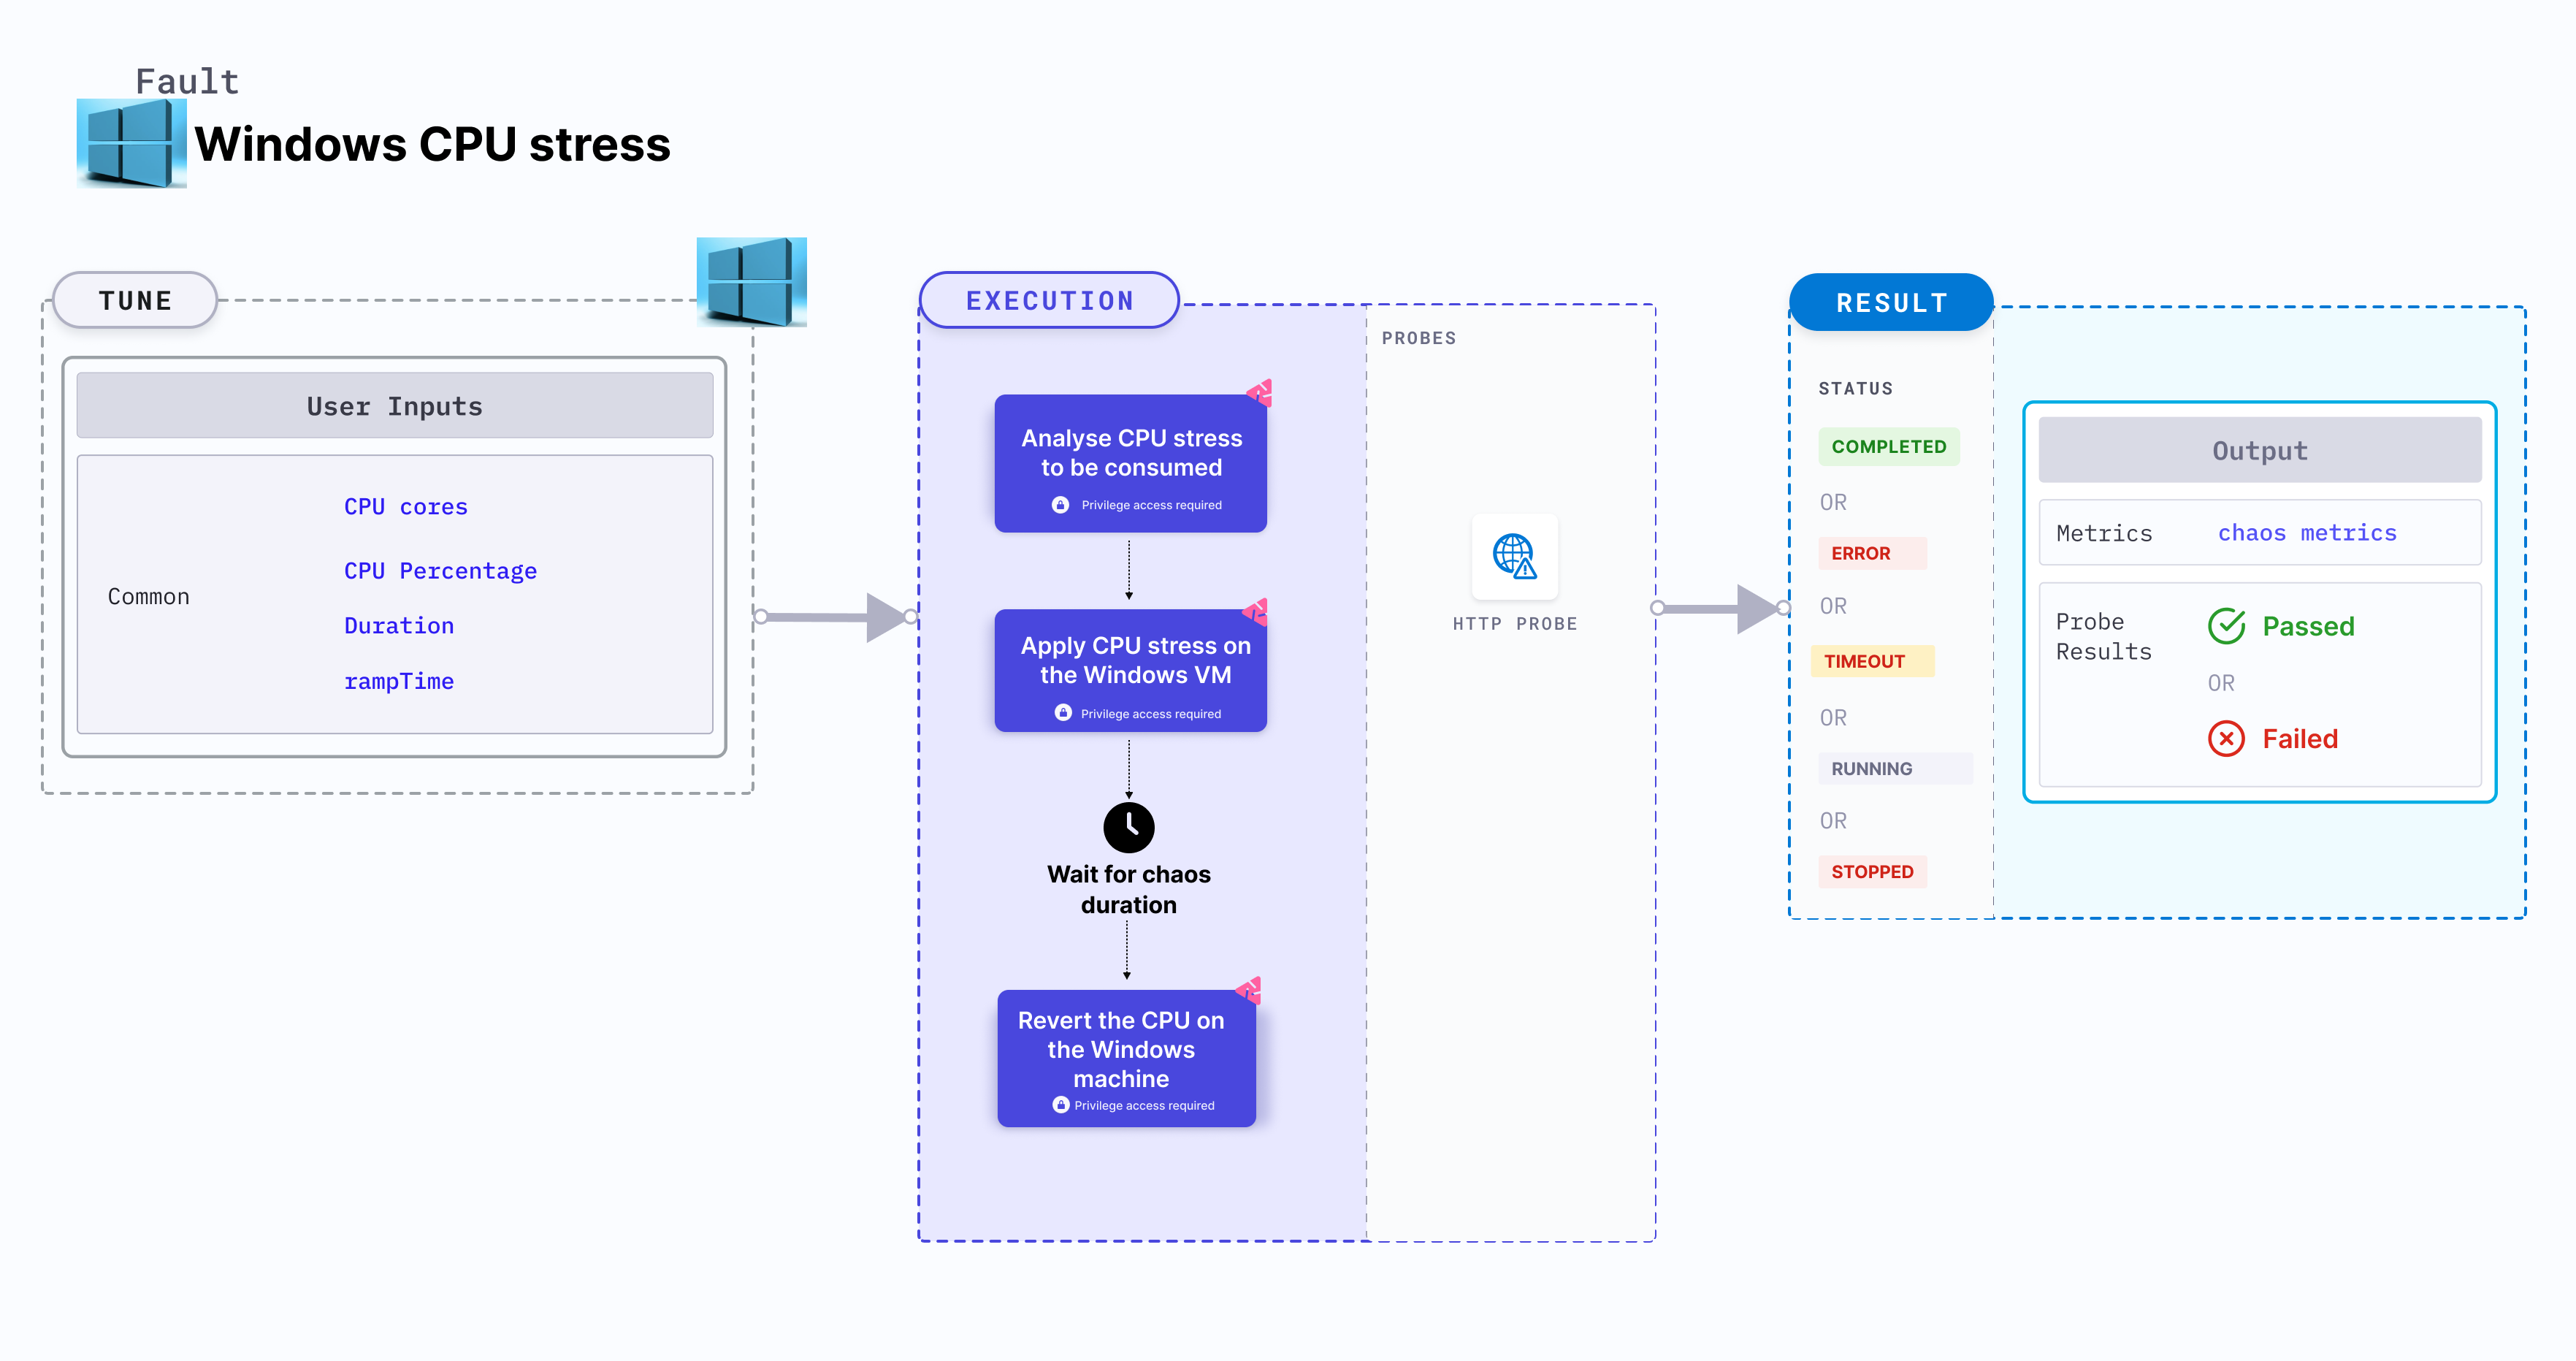 Fault
Windows CPU stress
TUNE
User Inputs
Common
CPU cores
CPU Percentage
Duration
rampTime
EXECUTION
Analyse CPU stress
to be consumed
Privilege access required
Apply CPU stress on
the Windows VM
Privilege access required
Wait for chaos
duration
Revert the CPU on
the Windows
machine
Privilege access required
PROBES
HTTP PROBE
RESULT
STATUS
COMPLETED
OR
ERROR
OR
TIMEOUT
OR
RUNNING
OR
STOPPED
Output
Metrics
chaos metrics
Probe
Results
Passed
OR
Failed